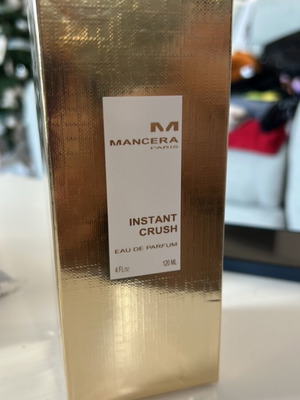 M
MANCERA
PARIS
INSTANT
CRUSH
EAU DE PARFUM
4 FL.OZ 120 ML